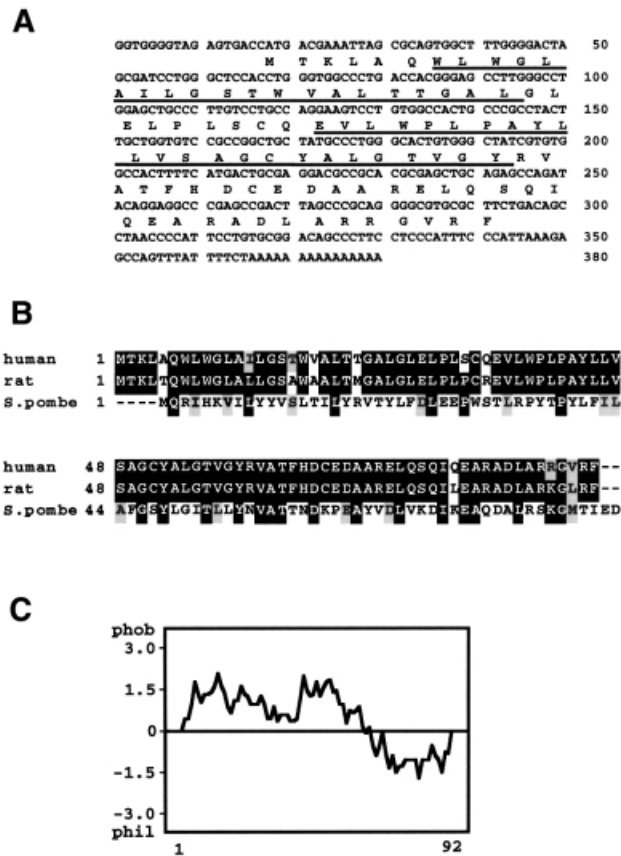 A
GGTGGGGTAG AGTGACCATG ACGAAATTAG CGCAGTGGCT TTGGGGACTA 50
M T K L A Q W L W G L
GCGATCCTGG GCTCCACCTG GGTGGCCCTG ACCACGGGAG CCTTGGGCCT 100
A I L G S T W V A L T T G A L G L
GGAGCTGCCC TTGTCCTGCC AGGAAGTCCT GTGGCCACTG CCCGCCTACT 150
E L P L S C Q E V L W P L P A Y L
TGCTGGTGTC CGCCGGCTGC TATGCCCTGG GCACTGTGGG CTATCGTGTG 200
L V S A G C Y A L G T V G Y R V
GCCACTTTTC ATGACTGCGA GGACGCCGCA CGCGAGCTGC AGAGCCAGAT 250
A T F H D C E D A A R E L Q S Q I
ACAGGAGGCC CGAGCCGACT TAGCCCGCAG GGGCGTGCGC TTCTGACAGC 300
Q E A R A D L A R R G V R F
CTAACCCCAT TCCTGTGCGG ACAGCCCTTC CTCCCATTTC CCATTAAAGA 350
GCCAGTTTAT TTTCTAAAAA AAAAAAAAAA 380
B
human 1 MTKLAQWLWGLAILGSTWVALTTGALGLELPLSCQEVLWPLPAYLLV
rat 1 MTKLTQWLWGLALLGSAWAALTMGALGLELPLPCREVLWPLPAYLLV
S.pombe 1 ----MQRIHKVILYYVSLTILYRVTYLFDLEEPWSTLRPYTPYLFIL
human 48 SAGCYALGTVGYRVATFHDCEDAARELQSQIQEARADLARRGVRF--
rat 48 SAGCYALGTVGYRVATFHDCEDAARELQSQILEARADLARKGLRF--
S.pombe 44 AFGSYLGITLLYNVATTNDKPEAYVDLVKDIKEAQDALRSKGMTIED
C
phob
3.0
1.5
0
-1.5
-3.0
phil
1 92